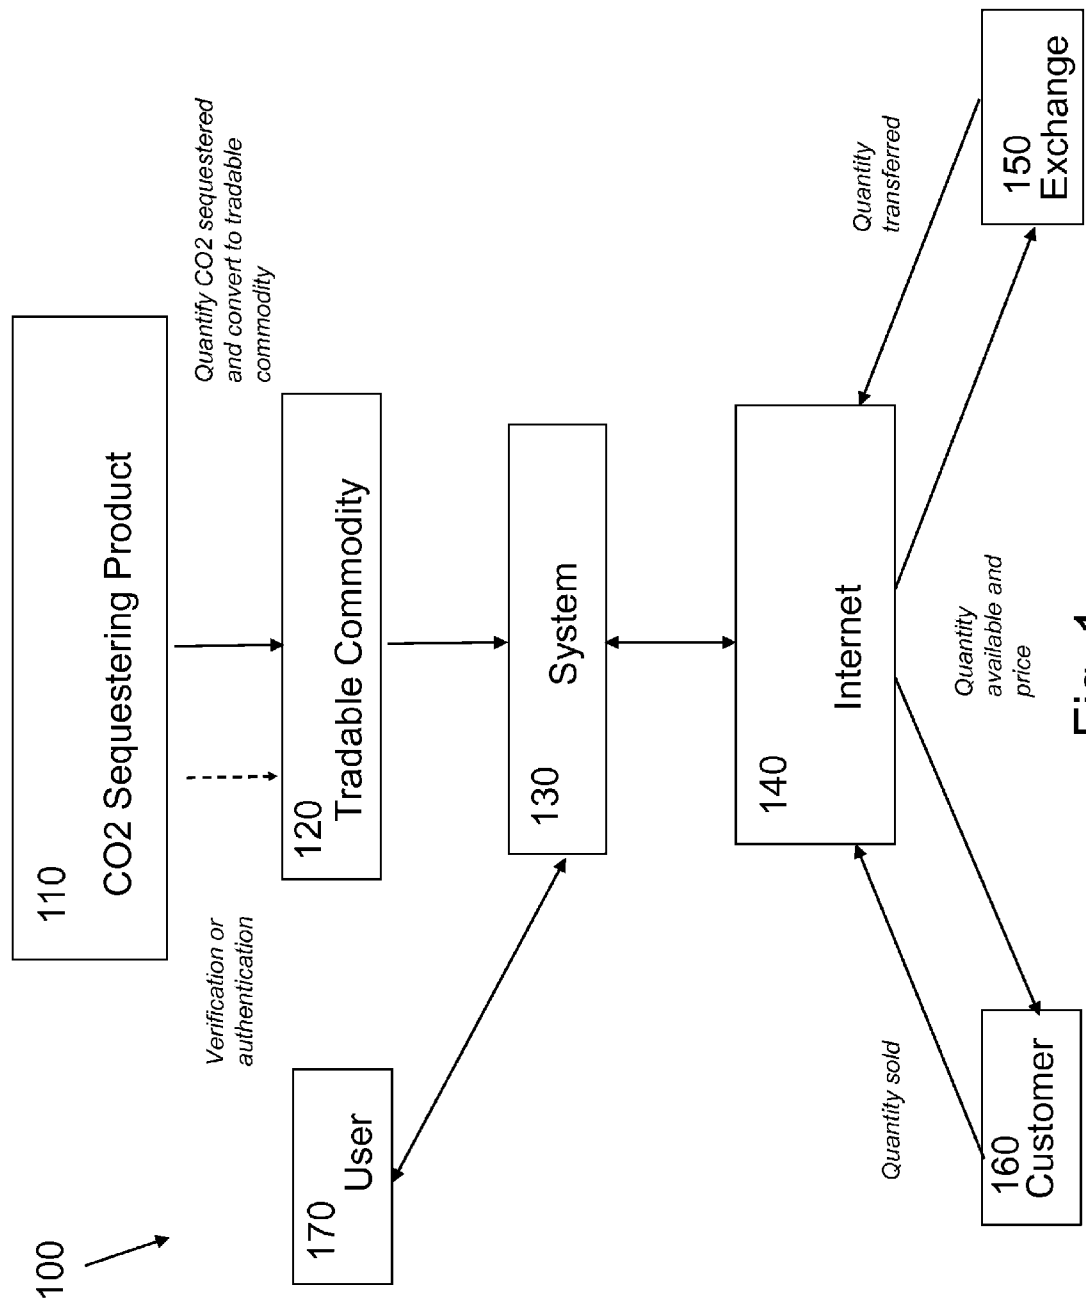 100
110
CO2 Sequestering Product
Verification or
authentication
Quantify CO2 sequestered
and convert to tradable
commodity
170
User
120
Tradable Commodity
130
System
140
Internet
Quantity sold
Quantity
available and
price
Quantity
transferred
160
Customer
150
Exchange